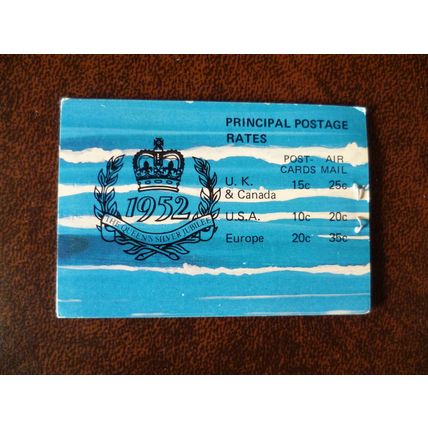 PRINCIPAL POSTAGE
RATES
POST- AIR
CARDS MAIL
U. K.
& Canada 15c 25c
U.S.A. 10c 20c
Europe 20c 35c
1952
THE QUEEN'S SILVER JUBILEE